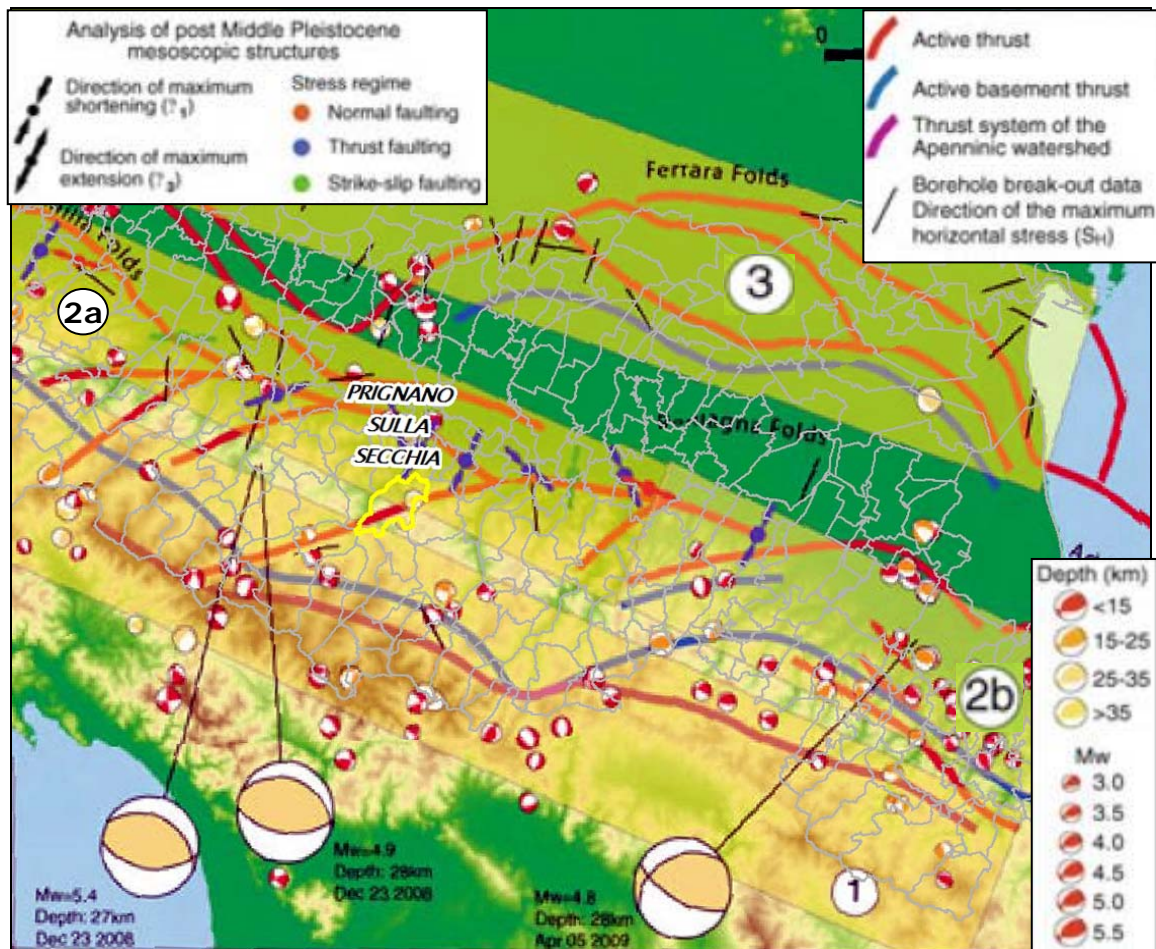 Analysis of post Middle Pleistocene
mesoscopic structures
Direction of maximum
shortening (?1)
Direction of maximum
extension (?3)
Stress regime
Normal faulting
Thrust faulting
Strike-slip faulting
0
Active thrust
Active basement thrust
Thrust system of the
Apenninic watershed
Borehole break-out data
Direction of the maximum
horizontal stress (SH)
Ferrara Folds
Folds
2a
3
PRIGNANO
SULLA
SECCHIA
Folds
2b
1
Depth (km)
<15
15-25
25-35
>35
Mw
3.0
3.5
4.0
4.5
5.0
5.5
Mw=5.4
Depth: 27km
Dec 23 2008
Mw=4.9
Depth: 28km
Dec 23 2008
Mw=4.8
Depth: 28km
Apr 05 2009